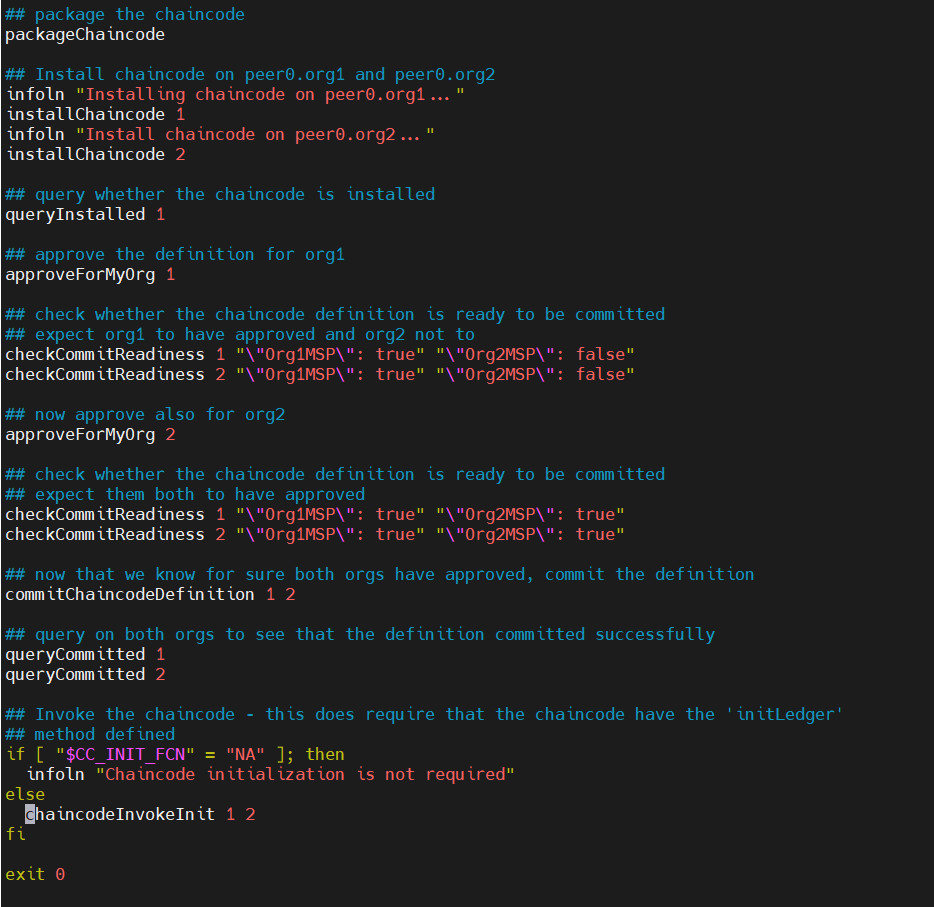 ## package the chaincode
packageChaincode

## Install chaincode on peer0.org1 and peer0.org2
infoln "Installing chaincode on peer0.org1..."
installChaincode 1
infoln "Install chaincode on peer0.org2..."
installChaincode 2

## query whether the chaincode is installed
queryInstalled 1

## approve the definition for org1
approveForMyOrg 1

## check whether the chaincode definition is ready to be committed
## expect org1 to have approved and org2 not to
checkCommitReadiness 1 "\"Org1MSP\": true" "\"Org2MSP\": false"
checkCommitReadiness 2 "\"Org1MSP\": true" "\"Org2MSP\": false"

## now approve also for org2
approveForMyOrg 2

## check whether the chaincode definition is ready to be committed
## expect them both to have approved
checkCommitReadiness 1 "\"Org1MSP\": true" "\"Org2MSP\": true"
checkCommitReadiness 2 "\"Org1MSP\": true" "\"Org2MSP\": true"

## now that we know for sure both orgs have approved, commit the definition
commitChaincodeDefinition 1 2

## query on both orgs to see that the definition committed successfully
queryCommitted 1
queryCommitted 2

## Invoke the chaincode - this does require that the chaincode have the 'initLedger'
## method defined
if [ "$CC_INIT_FCN" = "NA" ]; then
  infoln "Chaincode initialization is not required"
else
  chaincodeInvokeInit 1 2
fi

exit 0